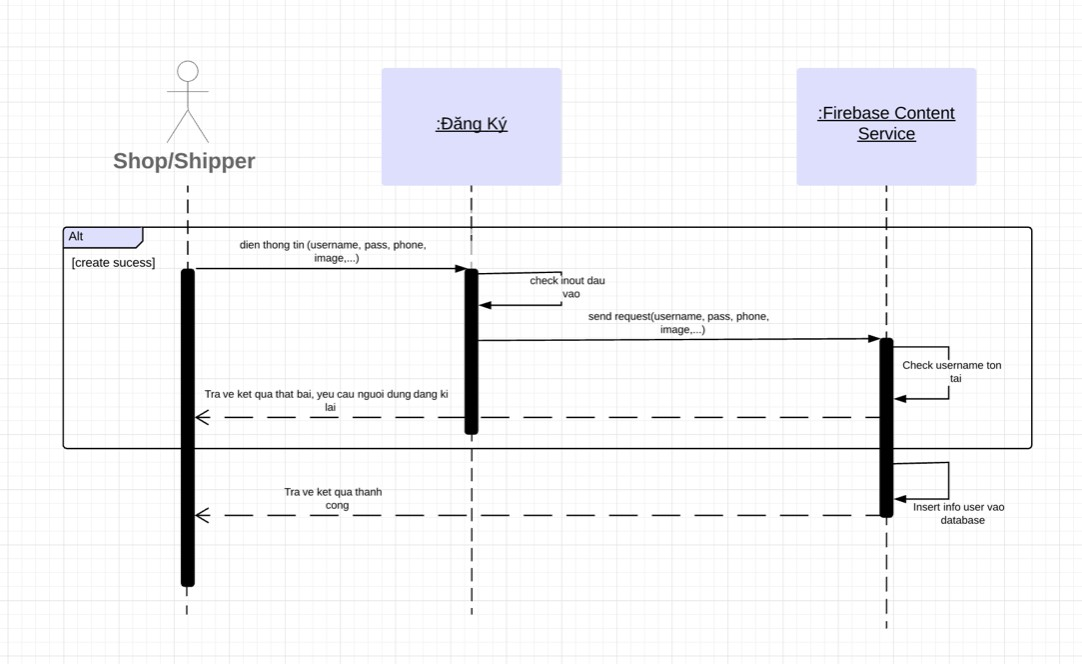 Shop/Shipper
:Đăng Ký
:Firebase Content
Service
Alt
[create sucess]
dien thong tin (username, pass, phone,
image,...)
check inout dau
vao
send request(username, pass, phone,
image,...)
Check username ton
tai
Tra ve ket qua that bai, yeu cau nguoi dung dang ki
lai
Tra ve ket qua thanh
cong
Insert info user vao
database